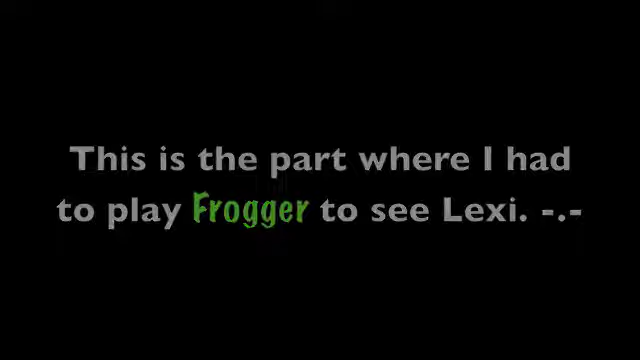 This is the part where I had
to play Frogger to see Lexi. -.-